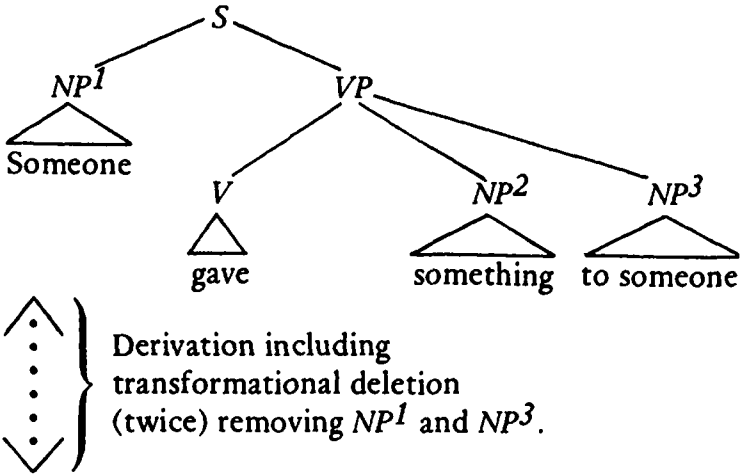 S
NP1 VP
Someone
V NP2 NP3
gave something to someone
Derivation including
transformational deletion
(twice) removing NP1 and NP3.